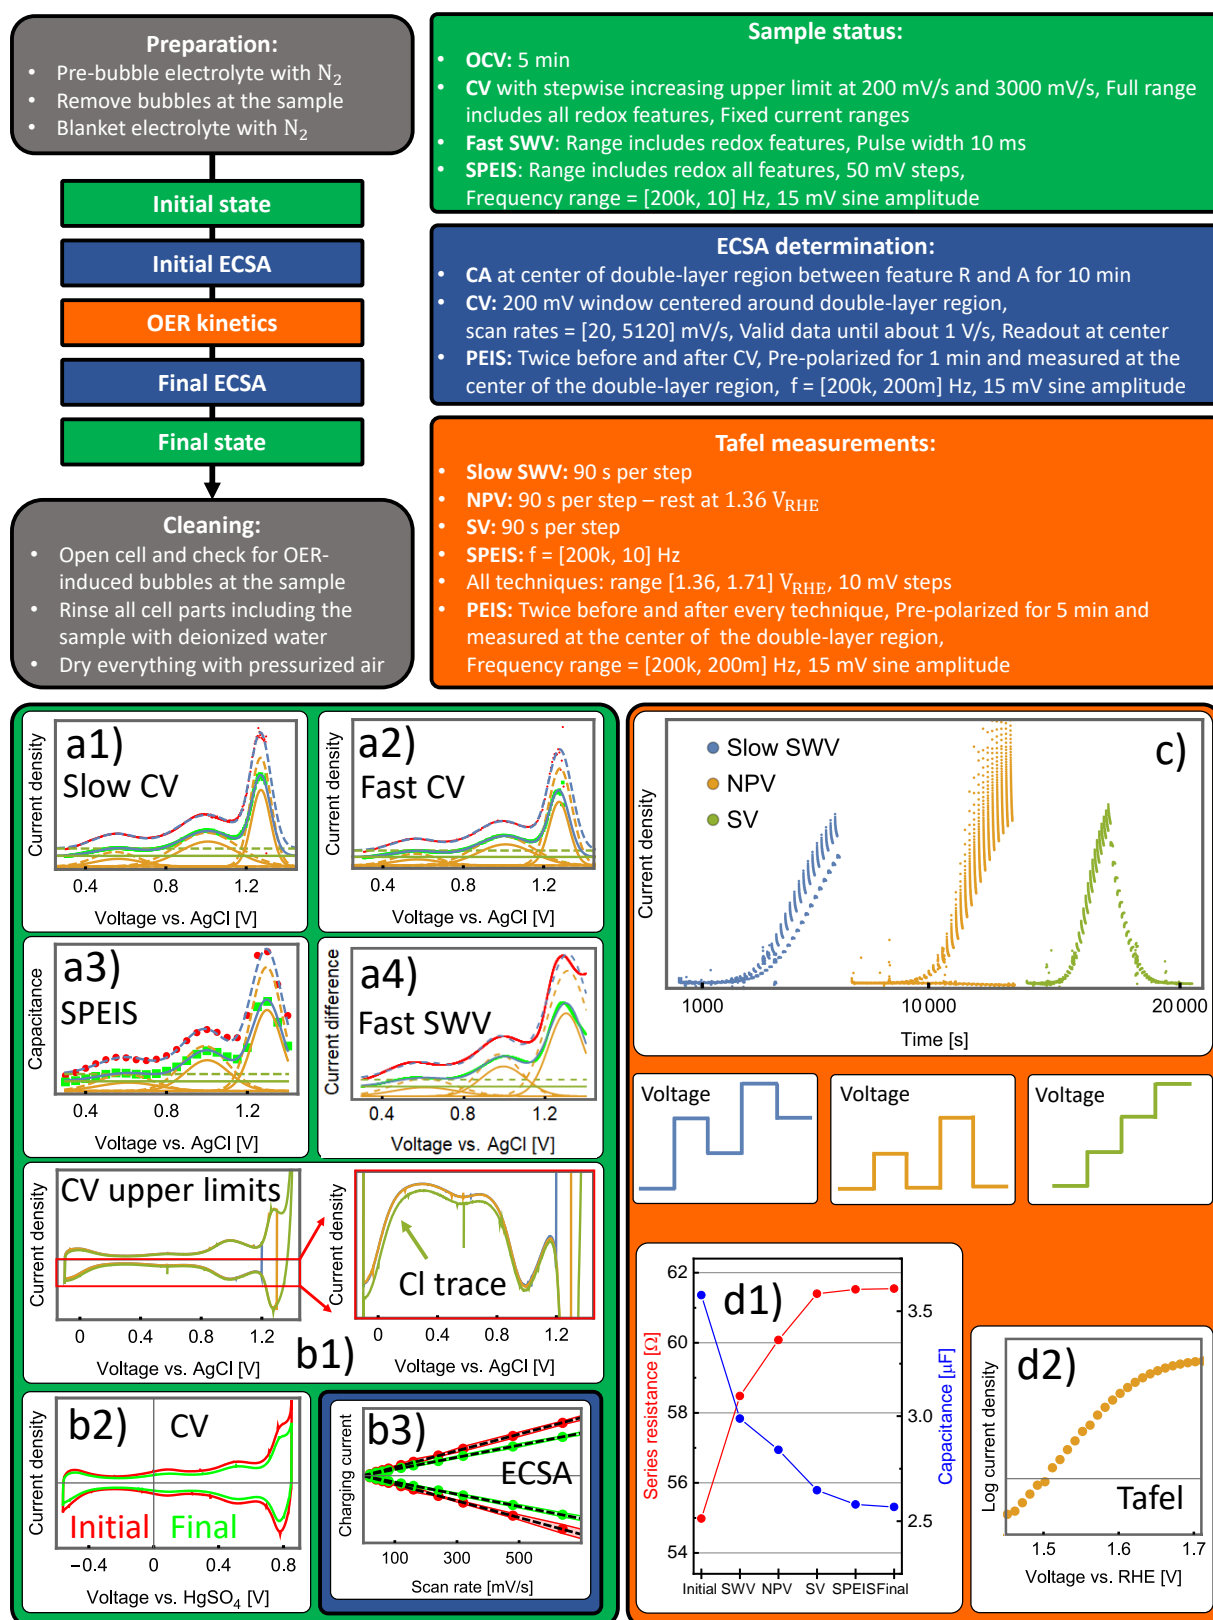 Preparation:
• Pre-bubble electrolyte with N₂
• Remove bubbles at the sample
• Blanket electrolyte with N₂
Initial state
Initial ECSA
OER kinetics
Final ECSA
Final state
Cleaning:
• Open cell and check for OER-
induced bubbles at the sample
• Rinse all cell parts including the
sample with deionized water
• Dry everything with pressurized air
Sample status:
• OCV: 5 min
• CV with stepwise increasing upper limit at 200 mV/s and 3000 mV/s, Full range
includes all redox features, Fixed current ranges
• Fast SWV: Range includes redox features, Pulse width 10 ms
• SPEIS: Range includes redox all features, 50 mV steps,
Frequency range = [200k, 10] Hz, 15 mV sine amplitude
ECSA determination:
• CA at center of double-layer region between feature R and A for 10 min
• CV: 200 mV window centered around double-layer region,
scan rates = [20, 5120] mV/s, Valid data until about 1 V/s, Readout at center
• PEIS: Twice before and after CV, Pre-polarized for 1 min and measured at the
center of the double-layer region, f = [200k, 200m] Hz, 15 mV sine amplitude
Tafel measurements:
• Slow SWV: 90 s per step
• NPV: 90 s per step – rest at 1.36 V_RHE
• SV: 90 s per step
• SPEIS: f = [200k, 10] Hz
• All techniques: range [1.36, 1.71] V_RHE, 10 mV steps
• PEIS: Twice before and after every technique, Pre-polarized for 5 min and
measured at the center of the double-layer region,
Frequency range = [200k, 200m] Hz, 15 mV sine amplitude
a1)
Slow CV
Current density
0.4 0.8 1.2
Voltage vs. AgCl [V]
a2)
Fast CV
Current density
0.4 0.8 1.2
Voltage vs. AgCl [V]
a3)
SPEIS
Capacitance
0.4 0.8 1.2
Voltage vs. AgCl [V]
a4)
Fast SWV
Current difference
0.4 0.8 1.2
Voltage vs. AgCl [V]
CV upper limits
Current density
0 0.4 0.8 1.2
Voltage vs. AgCl [V]
b1)
Cl trace
Current density
0 0.4 0.8 1.2
Voltage vs. AgCl [V]
b2)
CV
Initial
Final
Current density
−0.4 0 0.4 0.8
Voltage vs. HgSO₄ [V]
b3)
ECSA
Charging current
100 300 500
Scan rate [mV/s]
c)
Slow SWV
NPV
SV
Current density
1000 10 000 20 000
Time [s]
Voltage
Voltage
Voltage
d1)
Series resistance [Ω]
62
60
58
56
54
Capacitance [µF]
3.5
3.0
2.5
Initial SWV NPV SV SPEIS Final
d2)
Tafel
Log current density
1.5 1.6 1.7
Voltage vs. RHE [V]